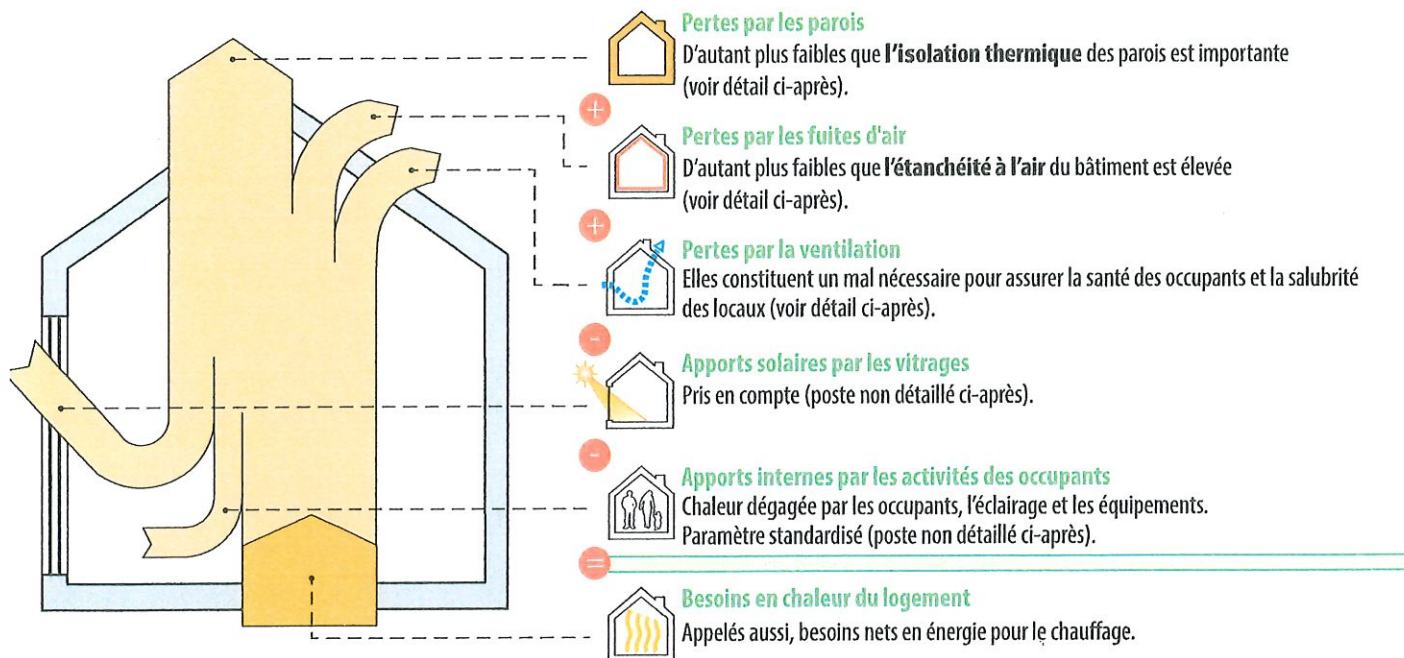 Pertes par les parois
D'autant plus faibles que l'isolation thermique des parois est importante
(voir détail ci-après).
+
Pertes par les fuites d'air
D'autant plus faibles que l'étanchéité à l'air du bâtiment est élevée
(voir détail ci-après).
+
Pertes par la ventilation
Elles constituent un mal nécessaire pour assurer la santé des occupants et la salubrité
des locaux (voir détail ci-après).
-
Apports solaires par les vitrages
Pris en compte (poste non détaillé ci-après).
-
Apports internes par les activités des occupants
Chaleur dégagée par les occupants, l'éclairage et les équipements.
Paramètre standardisé (poste non détaillé ci-après).
=
Besoins en chaleur du logement
Appelés aussi, besoins nets en énergie pour le chauffage.